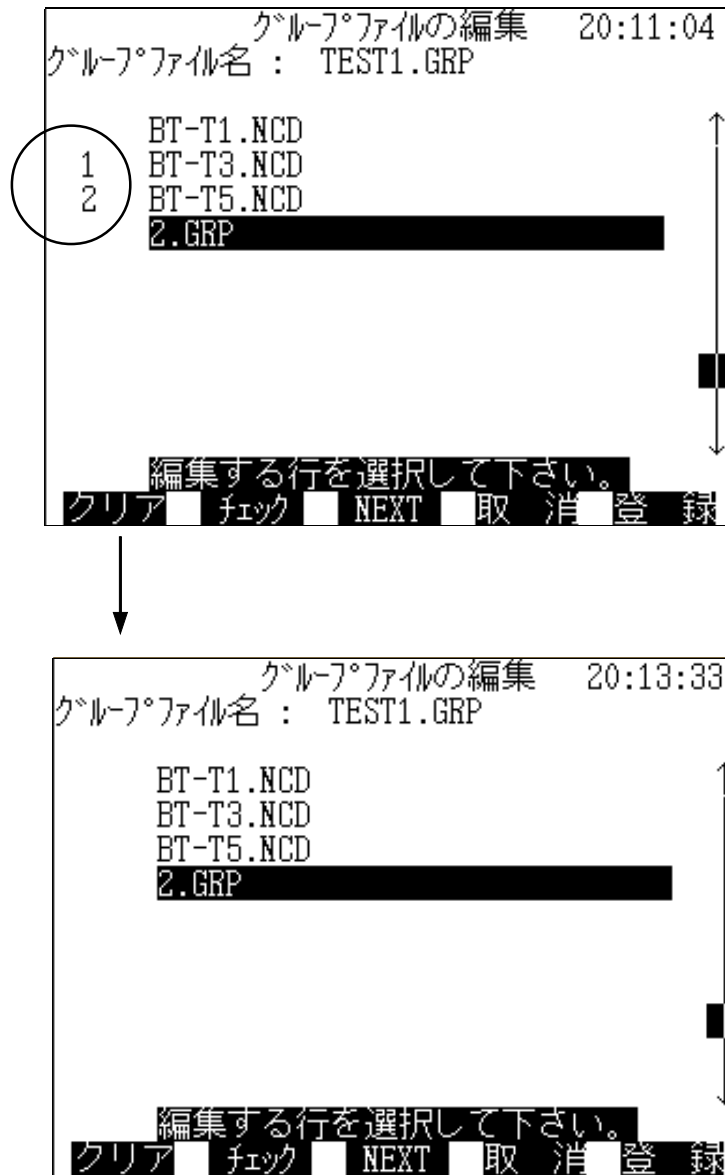 グループファイルの編集 20:11:04
グループファイル名 : TEST1.GRP
BT-T1.NCD
1 BT-T3.NCD
2 BT-T5.NCD
2.GRP
編集する行を選択して下さい。
クリア チェック NEXT 取 消 登 録
グループファイルの編集 20:13:33
グループファイル名 : TEST1.GRP
BT-T1.NCD
BT-T3.NCD
BT-T5.NCD
2.GRP
編集する行を選択して下さい。
クリア チェック NEXT 取 消 登 録